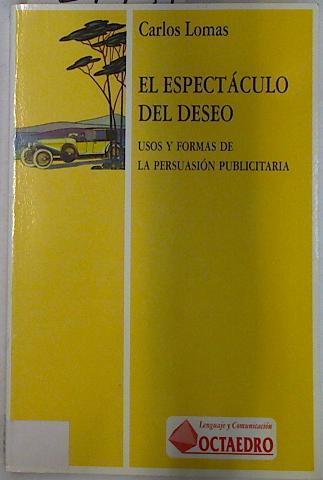 Carlos Lomas
EL ESPECTÁCULO
DEL DESEO
USOS Y FORMAS DE
LA PERSUASIÓN PUBLICITARIA
Lenguaje y Comunicación
OCTAEDRO